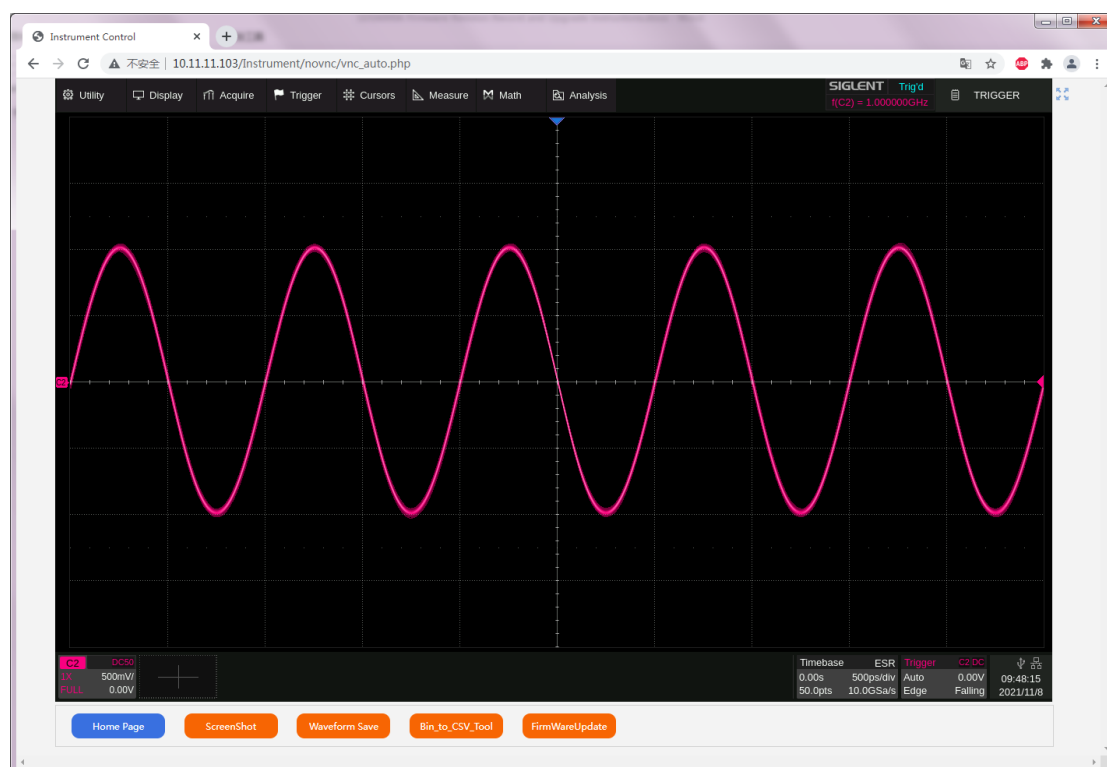 Instrument Control
不安全 | 10.11.11.103/Instrument/novnc/vnc_auto.php
ABP
Utility Display Acquire Trigger Cursors Measure Math Analysis
SIGLENT Trig'd
f(C2) = 1.000000GHz
TRIGGER
C2
C2 DC50
1X 500mV/
FULL 0.00V
Timebase ESR
0.00s 500ps/div
50.0pts 10.0GSa/s
Trigger C2 DC
Auto 0.00V
Edge Falling
09:48:15
2021/11/8
Home Page ScreenShot Waveform Save Bin_to_CSV_Tool FirmWareUpdate